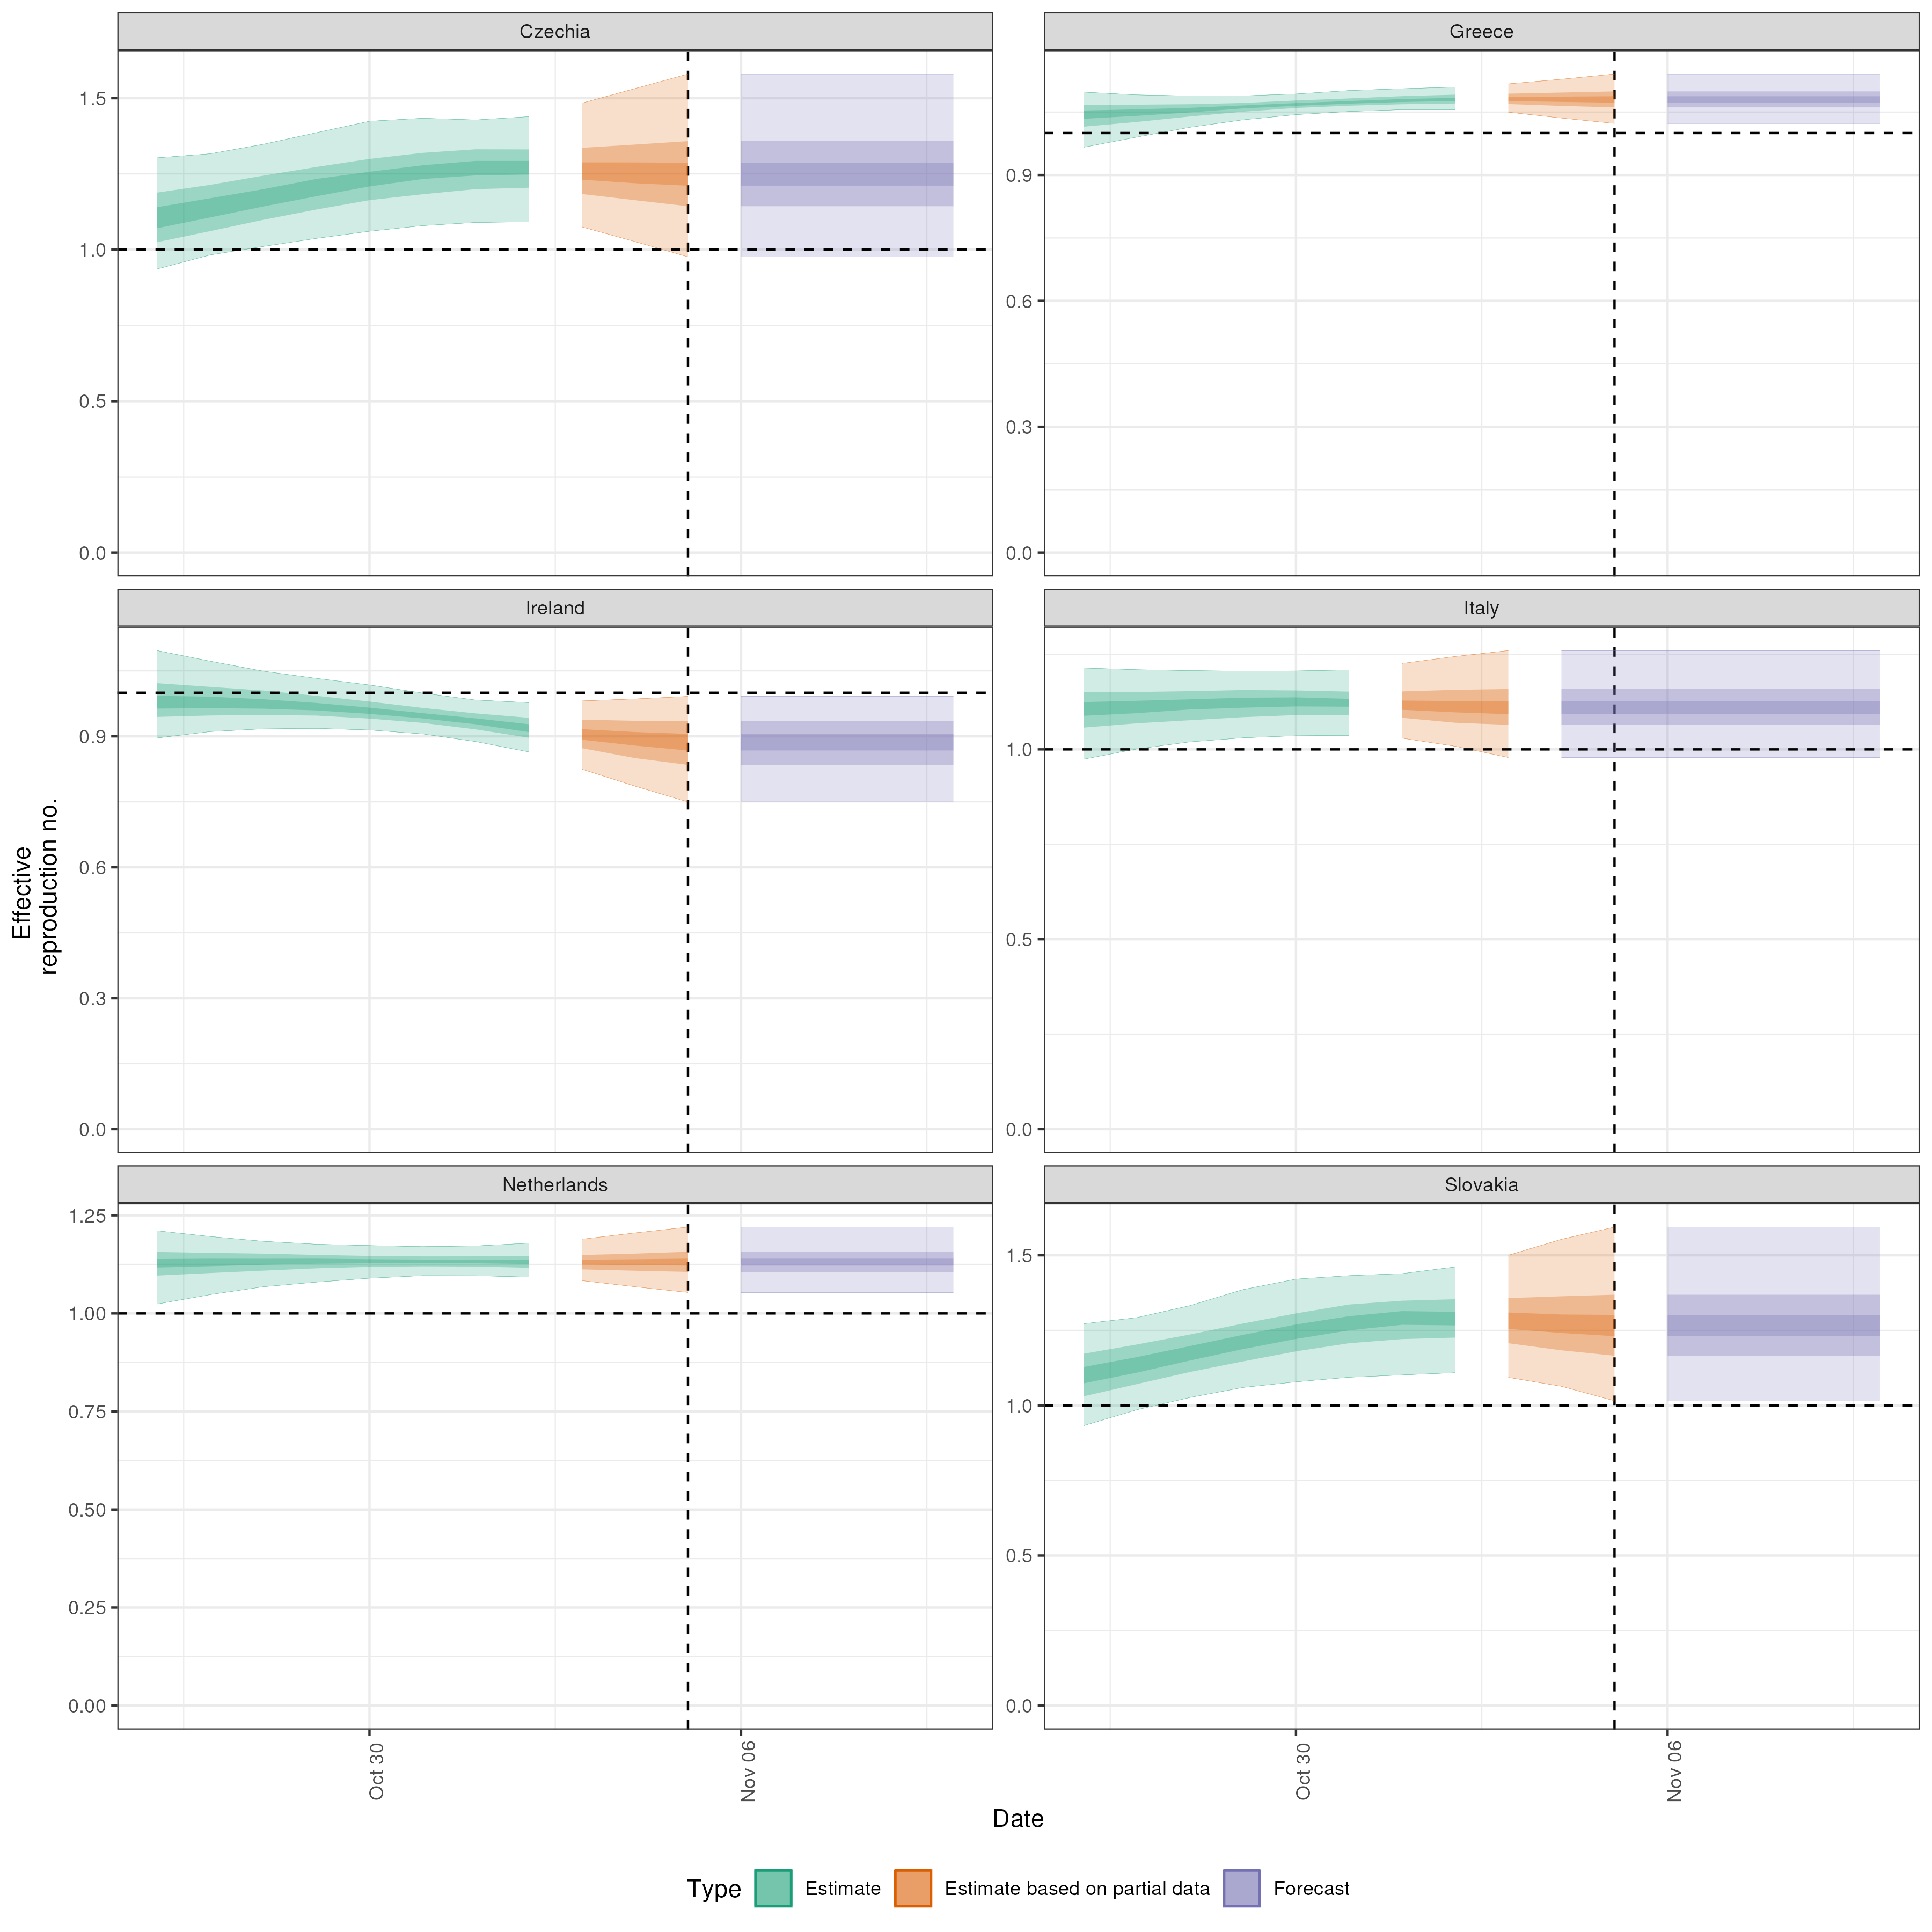 Czechia
Greece
1.5
1.0
0.5
0.0
0.9
0.6
0.3
0.0
Ireland
Italy
0.9
0.6
0.3
0.0
1.0
0.5
0.0
Netherlands
Slovakia
1.25
1.00
0.75
0.50
0.25
0.00
1.5
1.0
0.5
0.0
Effective
reproduction no.
Oct 30
Nov 06
Oct 30
Nov 06
Date
Type Estimate Estimate based on partial data Forecast